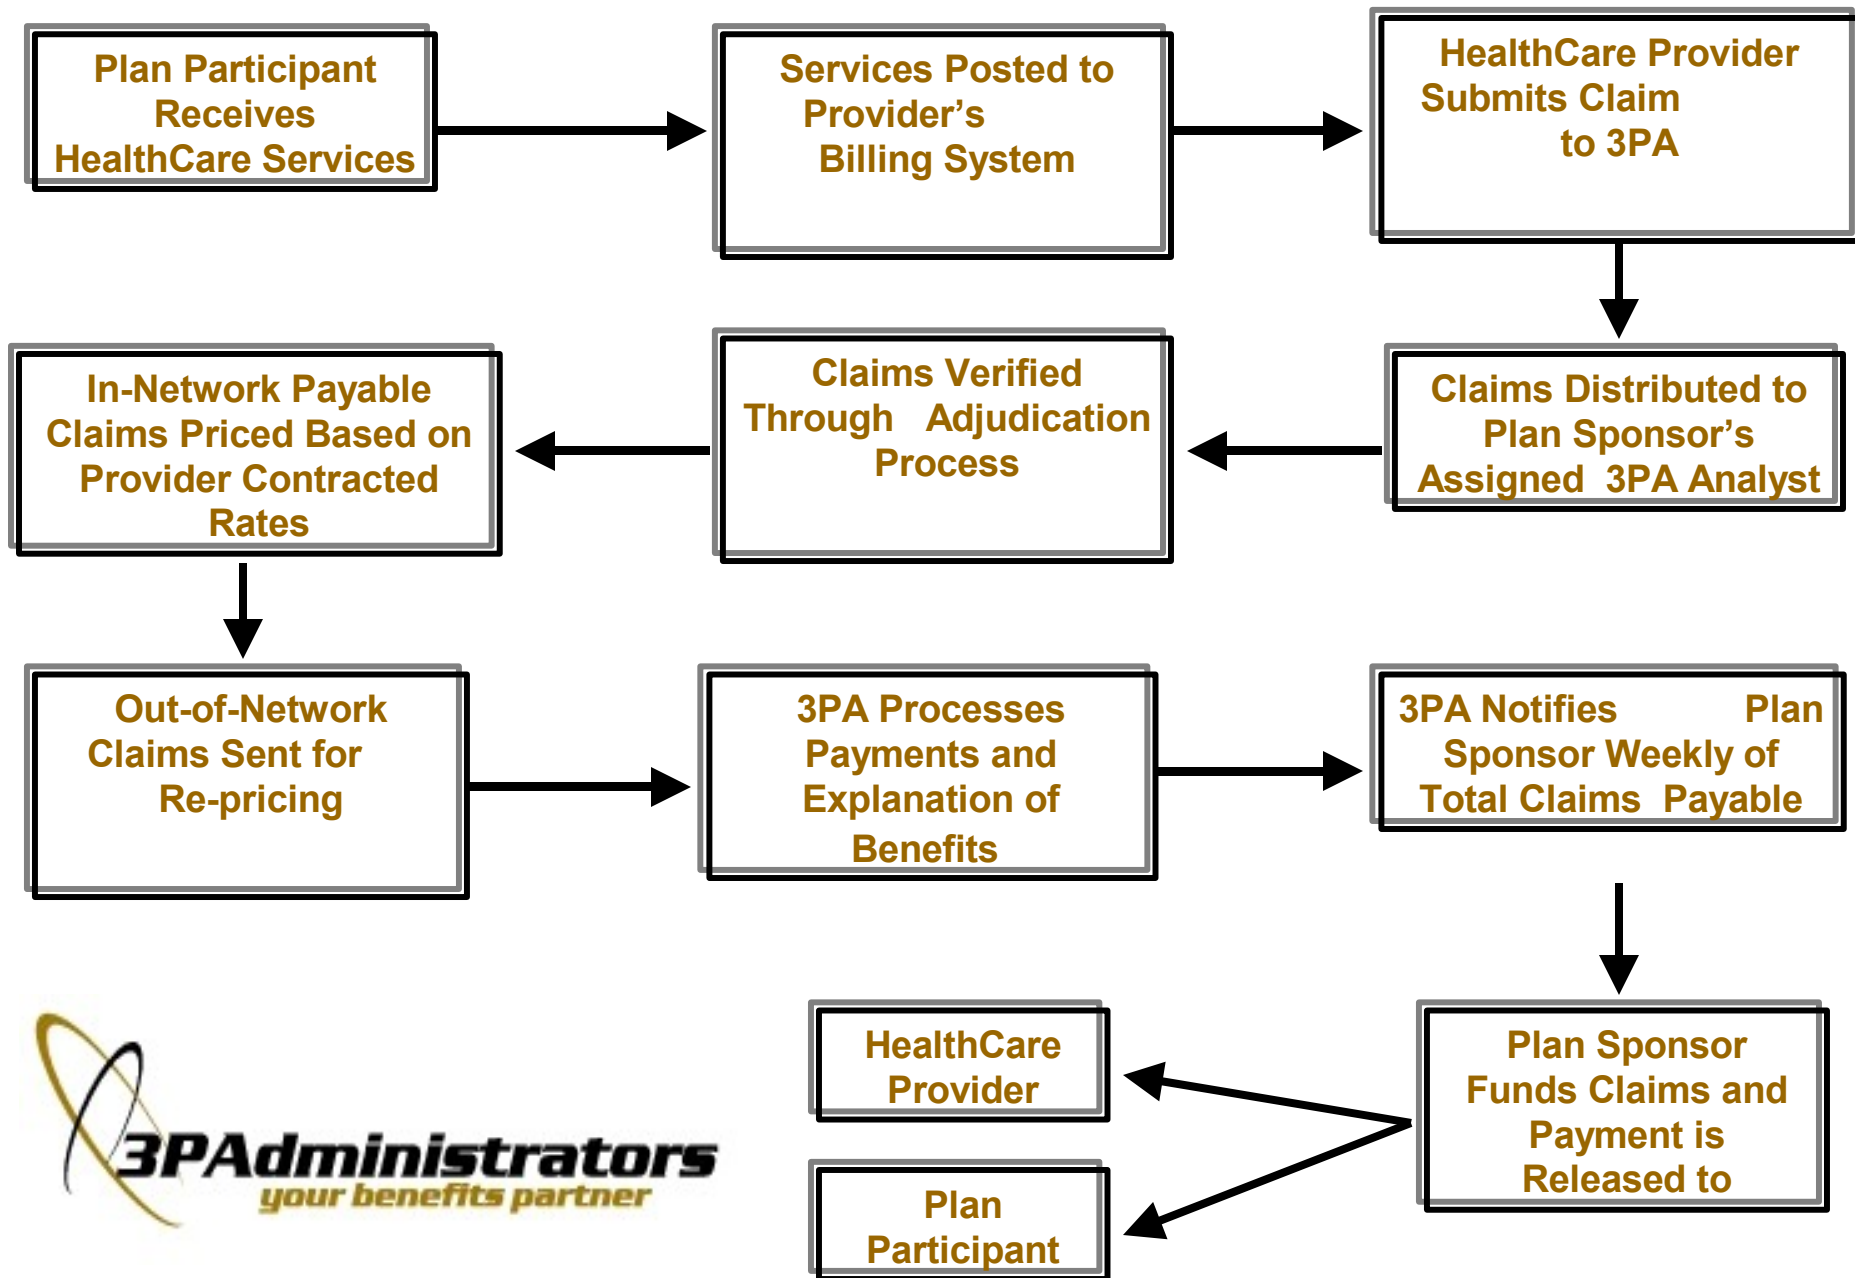 Plan Participant
Receives
HealthCare Services
Services Posted to
Provider's
Billing System
HealthCare Provider
Submits Claim
to 3PA
In-Network Payable
Claims Priced Based on
Provider Contracted
Rates
Claims Verified
Through Adjudication
Process
Claims Distributed to
Plan Sponsor's
Assigned 3PA Analyst
Out-of-Network
Claims Sent for
Re-pricing
3PA Processes
Payments and
Explanation of
Benefits
3PA Notifies Plan
Sponsor Weekly of
Total Claims Payable
3PAdministrators
your benefits partner
HealthCare
Provider
Plan
Participant
Plan Sponsor
Funds Claims and
Payment is
Released to